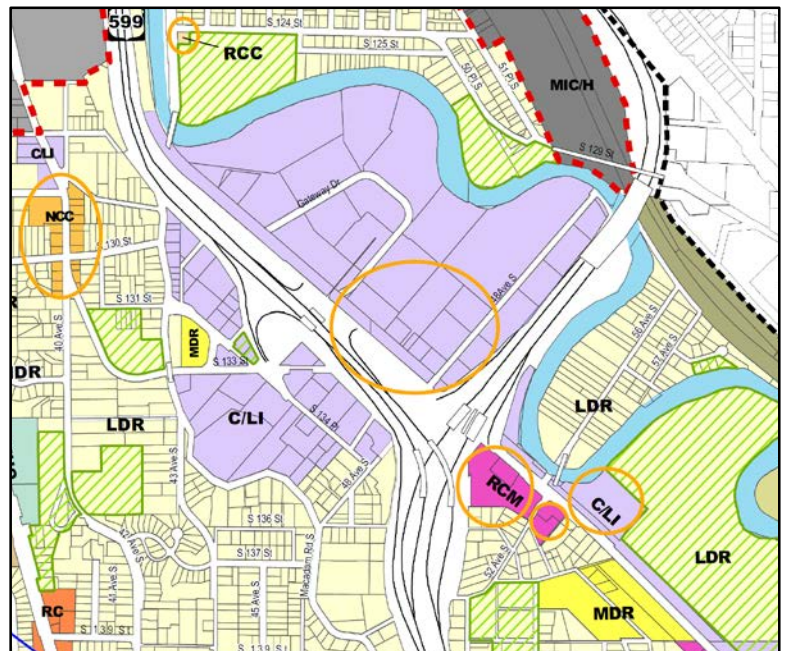 599
S 124 St
RCC
S 125 St
50 Pl S
51 Pl S
MIC/H
S 129 St
C/LI
NCC
S 130 St
Gateway Dr
48 Ave S
S 131 St
MDR
S 133 St
40 Ave S
56 Ave S
57 Ave S
LDR
LDR
C/LI
S 134 Pl
43 Ave S
48 Ave S
RCM
C/LI
S 136 St
S 137 St
Macadam Rd S
52 Ave S
LDR
41 Ave S
45 Ave S
MDR
RC
S 139 St
S 139 St